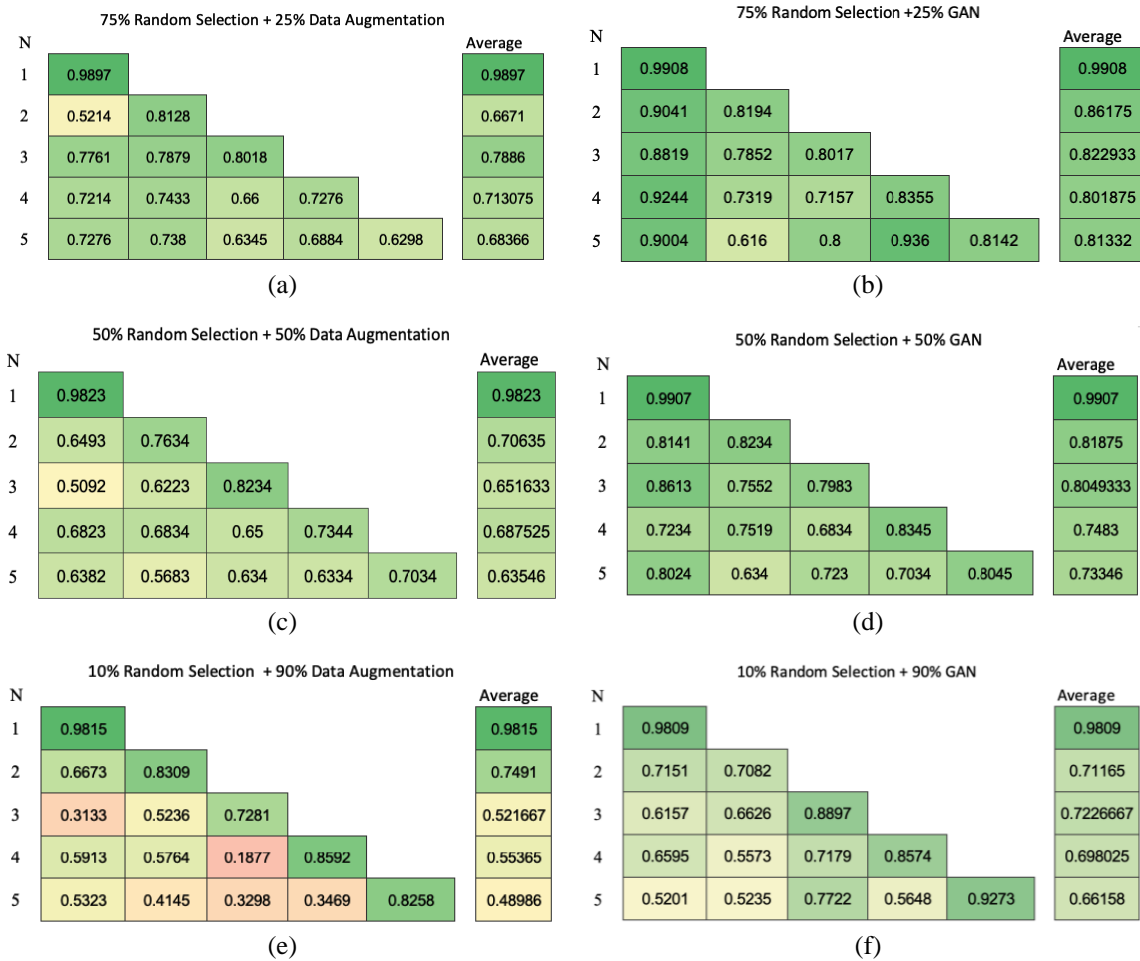 75% Random Selection + 25% Data Augmentation
N Average
1 0.9897 0.9897
2 0.5214 0.8128 0.6671
3 0.7761 0.7879 0.8018 0.7886
4 0.7214 0.7433 0.66 0.7276 0.713075
5 0.7276 0.738 0.6345 0.6884 0.6298 0.68366
(a)
75% Random Selection +25% GAN
N Average
1 0.9908 0.9908
2 0.9041 0.8194 0.86175
3 0.8819 0.7852 0.8017 0.822933
4 0.9244 0.7319 0.7157 0.8355 0.801875
5 0.9004 0.616 0.8 0.936 0.8142 0.81332
(b)
50% Random Selection + 50% Data Augmentation
N Average
1 0.9823 0.9823
2 0.6493 0.7634 0.70635
3 0.5092 0.6223 0.8234 0.651633
4 0.6823 0.6834 0.65 0.7344 0.687525
5 0.6382 0.5683 0.634 0.6334 0.7034 0.63546
(c)
50% Random Selection + 50% GAN
N Average
1 0.9907 0.9907
2 0.8141 0.8234 0.81875
3 0.8613 0.7552 0.7983 0.8049333
4 0.7234 0.7519 0.6834 0.8345 0.7483
5 0.8024 0.634 0.723 0.7034 0.8045 0.73346
(d)
10% Random Selection + 90% Data Augmentation
N Average
1 0.9815 0.9815
2 0.6673 0.8309 0.7491
3 0.3133 0.5236 0.7281 0.521667
4 0.5913 0.5764 0.1877 0.8592 0.55365
5 0.5323 0.4145 0.3298 0.3469 0.8258 0.48986
(e)
10% Random Selection + 90% GAN
N Average
1 0.9809 0.9809
2 0.7151 0.7082 0.71165
3 0.6157 0.6626 0.8897 0.7226667
4 0.6595 0.5573 0.7179 0.8574 0.698025
5 0.5201 0.5235 0.7722 0.5648 0.9273 0.66158
(f)